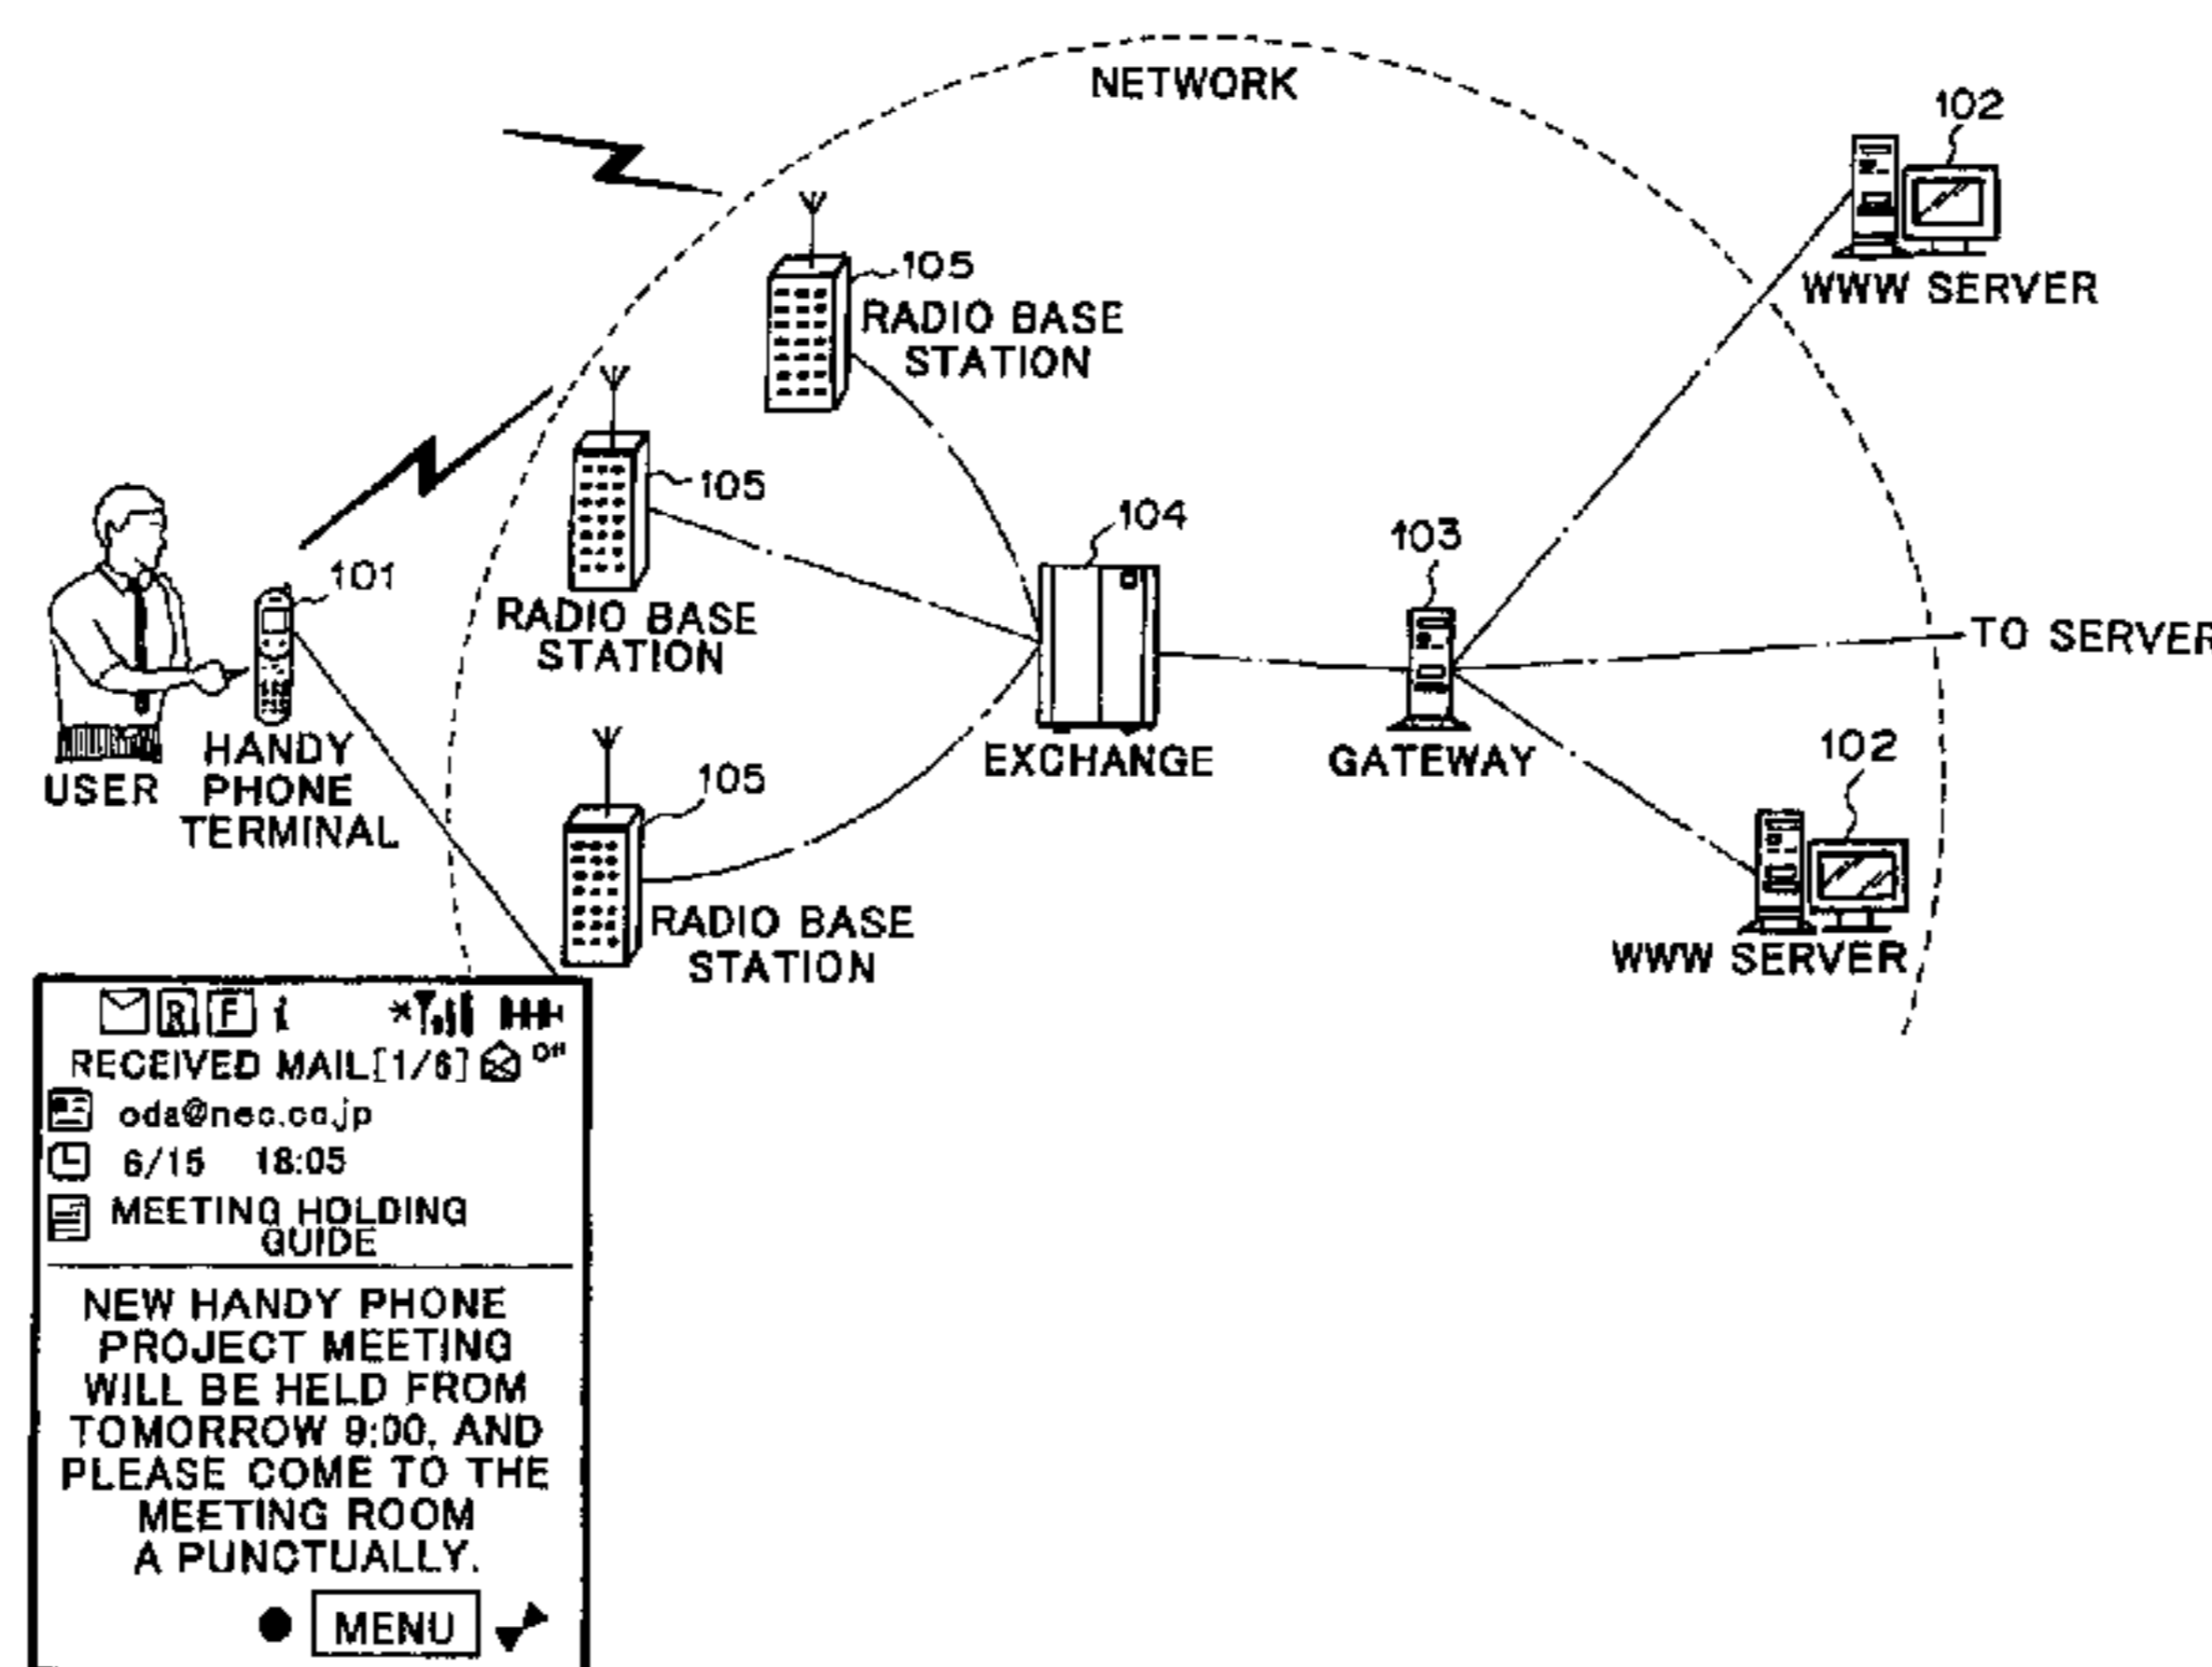 NETWORK
102
WWW SERVER
105
RADIO BASE
STATION
105
RADIO BASE
STATION
104
EXCHANGE
103
GATEWAY
TO SERVER
101
USER
HANDY
PHONE
TERMINAL
105
RADIO BASE
STATION
102
WWW SERVER
R F i
RECEIVED MAIL[1/6] Off
oda@nec.co.jp
6/15 18:05
MEETING HOLDING
GUIDE
NEW HANDY PHONE
PROJECT MEETING
WILL BE HELD FROM
TOMORROW 9:00, AND
PLEASE COME TO THE
MEETING ROOM
A PUNCTUALLY.
MENU